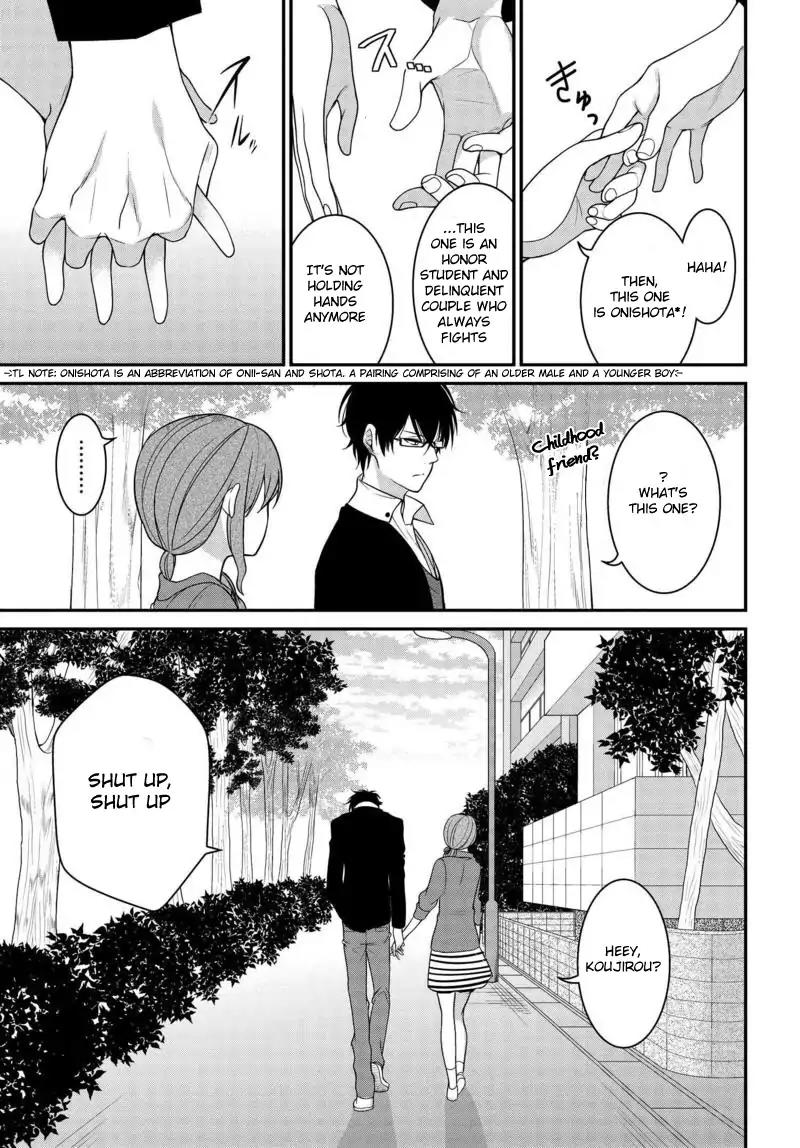 きゅっ
HAHA!
THEN,
THIS ONE
IS ONISHOTA*!
ス
...THIS
ONE IS AN
HONOR
STUDENT AND
DELINQUENT
COUPLE WHO
ALWAYS
FIGHTS
IT'S NOT
HOLDING
HANDS
ANYMORE
TL NOTE: ONISHOTA IS AN ABBREVIATION OF ONII-SAN AND SHOTA. A PAIRING COMPRISING OF AN OLDER MALE AND A YOUNGER BOY
?
WHAT'S
THIS ONE?
Childhood
friend?
.........
SHUT UP,
SHUT UP
HEEY,
KOUJIROU?